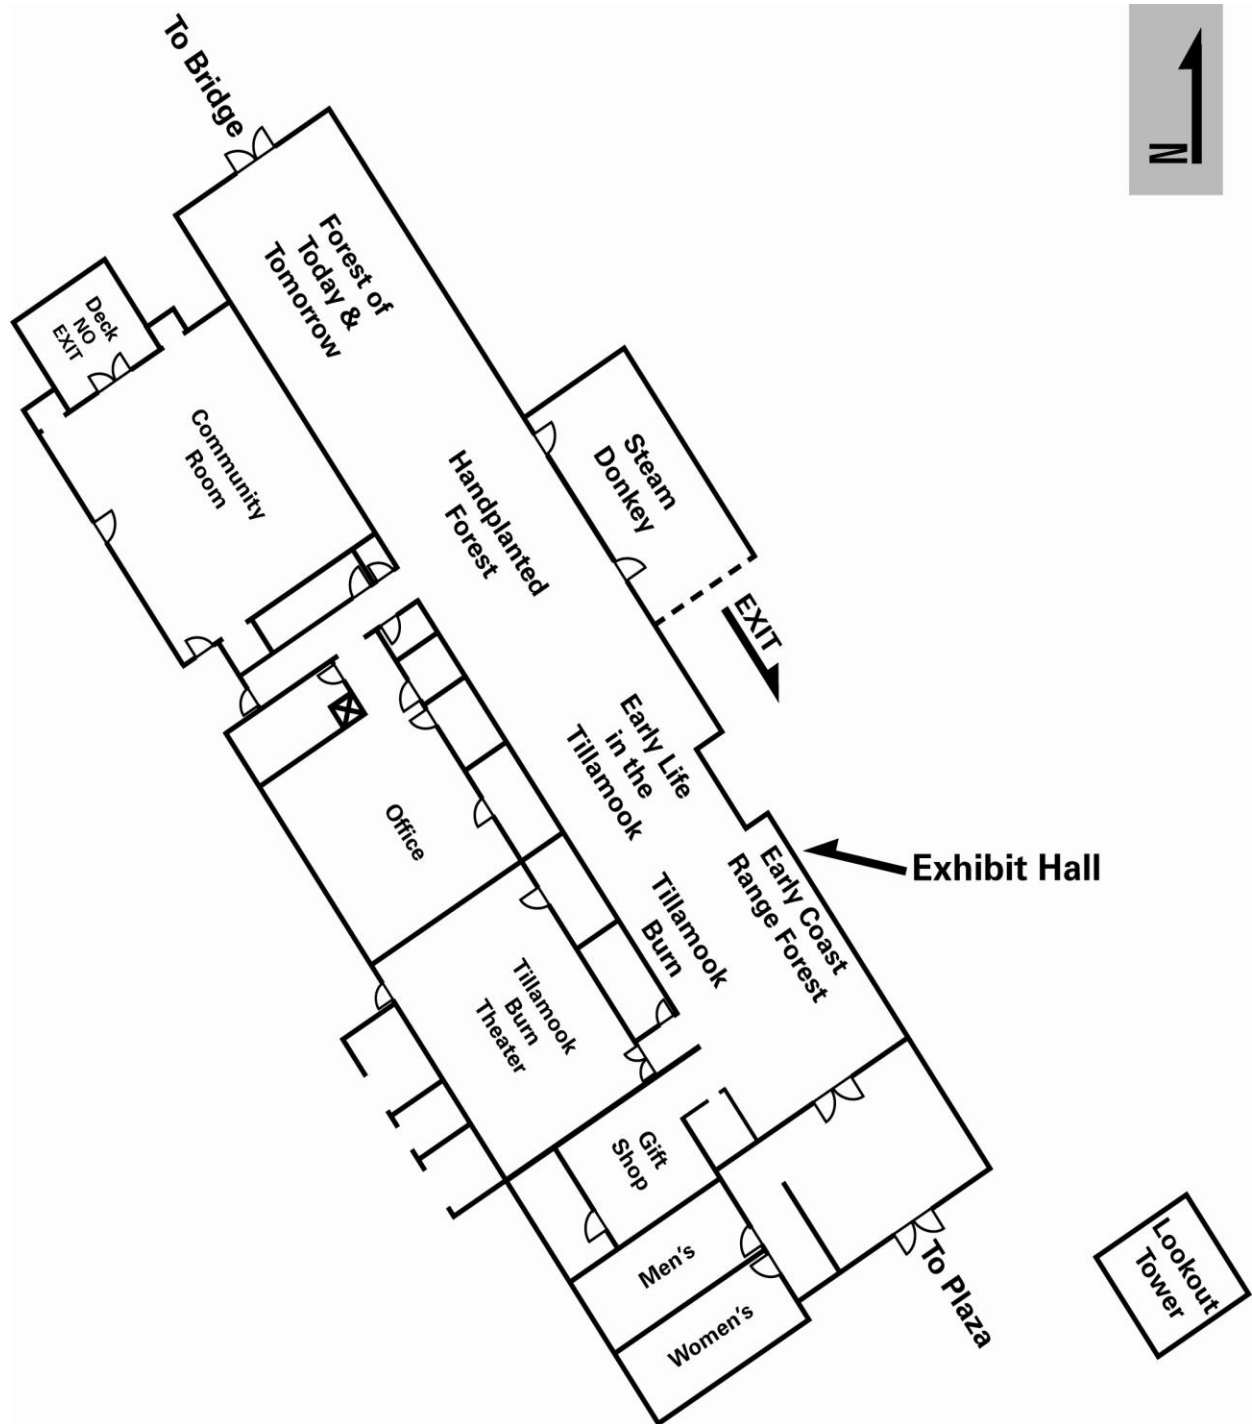 To Bridge
N
Forest of
Today &
Tomorrow
Deck
NO
EXIT
Community
Room
Steam
Donkey
Handplanted
Forest
EXIT
Early Life
in the
Tillamook
Office
Exhibit Hall
Early Coast
Range Forest
Tillamook
Burn
Tillamook
Burn
Theater
Gift
Shop
Men's
Women's
To Plaza
Lookout
Tower